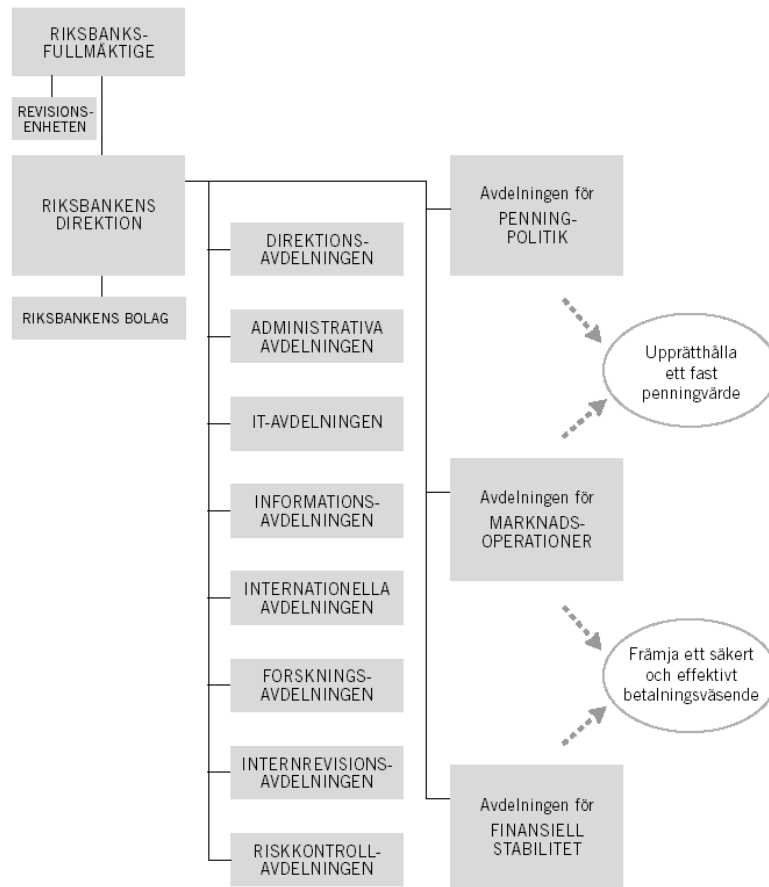 RIKSBANKS-
FULLMÄKTIGE
REVISIONS-
ENHETEN
RIKSBANKENS
DIREKTION
RIKSBANKENS BOLAG
DIREKTIONS-
AVDELNINGEN
ADMINISTRATIVA
AVDELNINGEN
IT-AVDELNINGEN
INFORMATIONS-
AVDELNINGEN
INTERNATIONELLA
AVDELNINGEN
FORSKNINGS-
AVDELNINGEN
INTERNREVISIONS-
AVDELNINGEN
RISKKONTROLL-
AVDELNINGEN
Avdelningen för
PENNING-
POLITIK
Upprätthålla
ett fast
penningvärde
Avdelningen för
MARKNADS-
OPERATIONER
Främja ett säkert
och effektivt
betalningsväsende
Avdelningen för
FINANSIELL
STABILITET